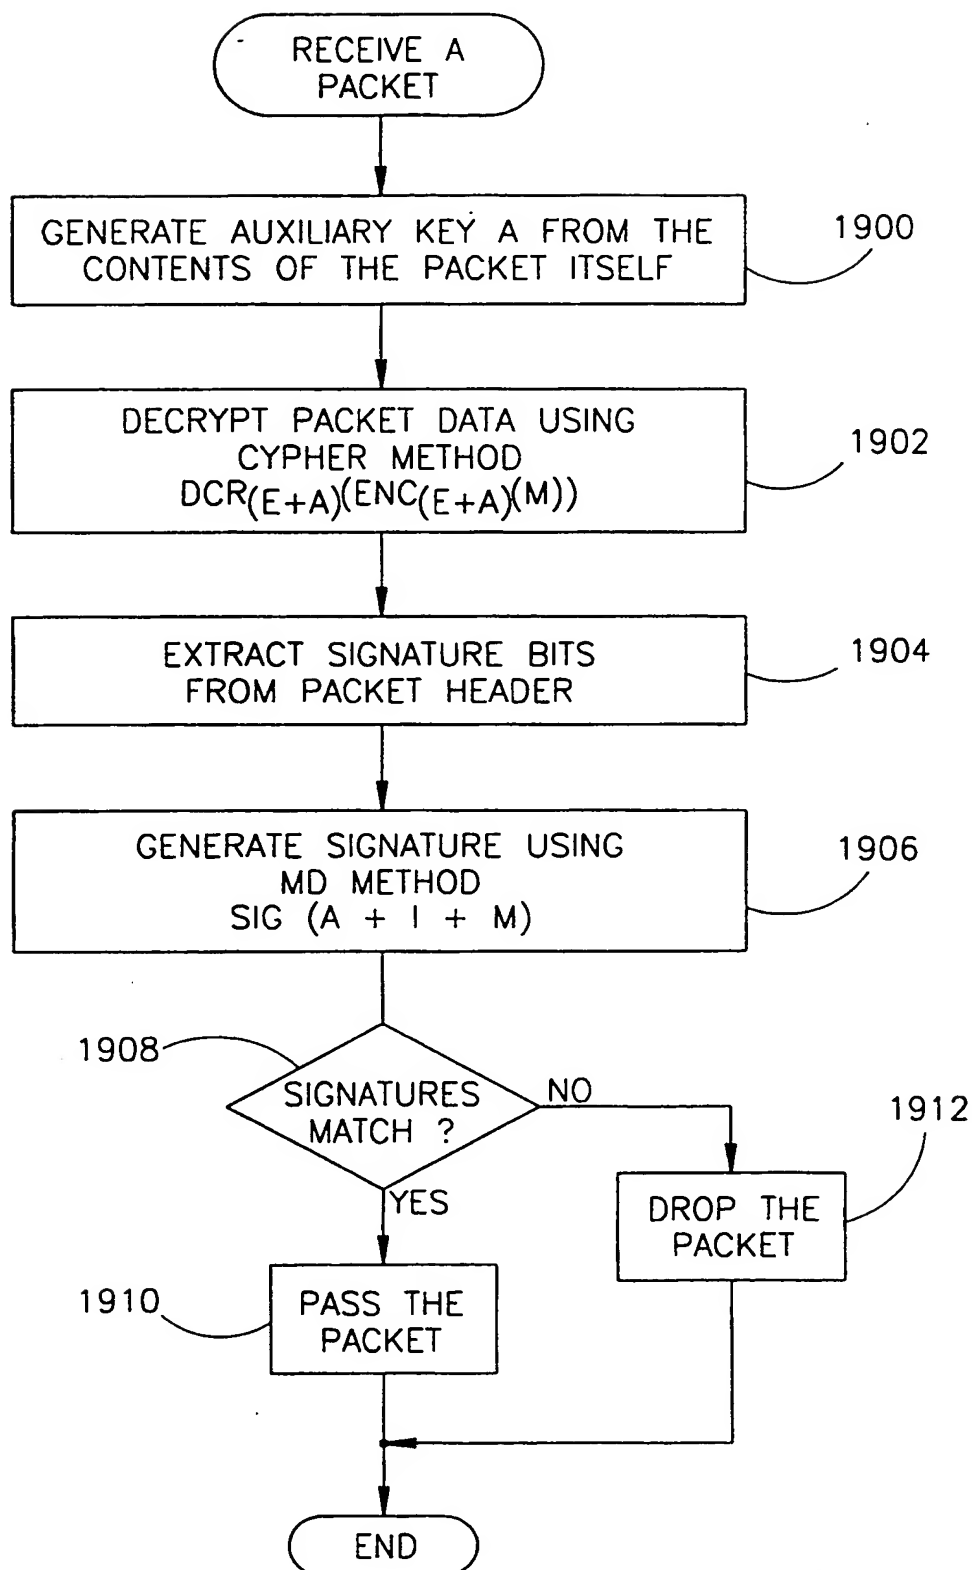 RECEIVE A
PACKET
GENERATE AUXILIARY KEY A FROM THE
CONTENTS OF THE PACKET ITSELF
1900
DECRYPT PACKET DATA USING
CYPHER METHOD
DCR(E+A)(ENC(E+A)(M))
1902
EXTRACT SIGNATURE BITS
FROM PACKET HEADER
1904
GENERATE SIGNATURE USING
MD METHOD
SIG (A + I + M)
1906
1908
SIGNATURES
MATCH ?
NO
YES
1912
DROP THE
PACKET
1910
PASS THE
PACKET
END